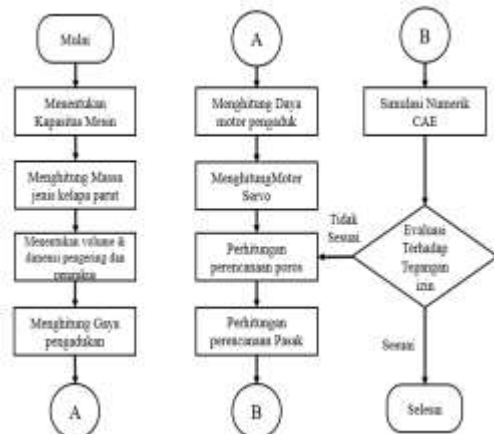 Mulai
Menentukan
Kapasitas Mesin
Menghitung Massa
jenis kelapa parut
Menentukan volume &
dimensi pengering dan
Menghitung Gaya
pengadukan
A
A
Menghitung Daya
motor pengaduk
MenghitungMotor
Servo
Perhitungan
perencanaan poros
Perhitungan
perencanaan Pasak
B
B
Simulasi Numerik
CAE
Tidak
Sesuai
Evaluasi
Terhadap
Tegangan
izin
Sesuai
Selesai